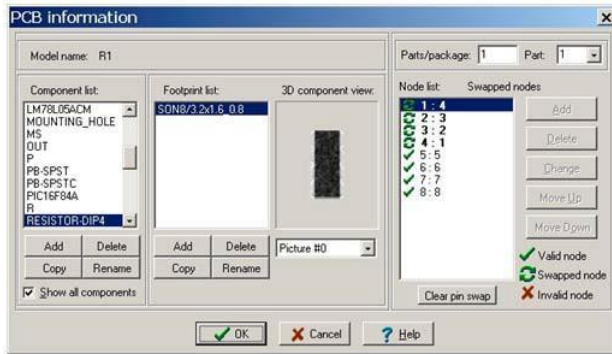 PCB information
Model name: R1
Parts/package: 1 Part: 1
Component list:
LM78L05ACM
MOUNTING_HOLE
MS
OUT
P
PB-SPST
PB-SPSTC
PIC16F84A
R
RESISTOR-DIP4
Add Delete
Copy Rename
Show all components
Footprint list:
SON8/3.2x1.6_0.8
Add Delete
Copy Rename
3D component view:
Picture #0
Node list: Swapped nodes
1 : 4
2 : 3
3 : 2
4 : 1
5 : 5
6 : 6
7 : 7
8 : 8
Add
Delete
Change
Move Up
Move Down
Valid node
Swapped node
Invalid node
Clear pin swap
OK Cancel Help